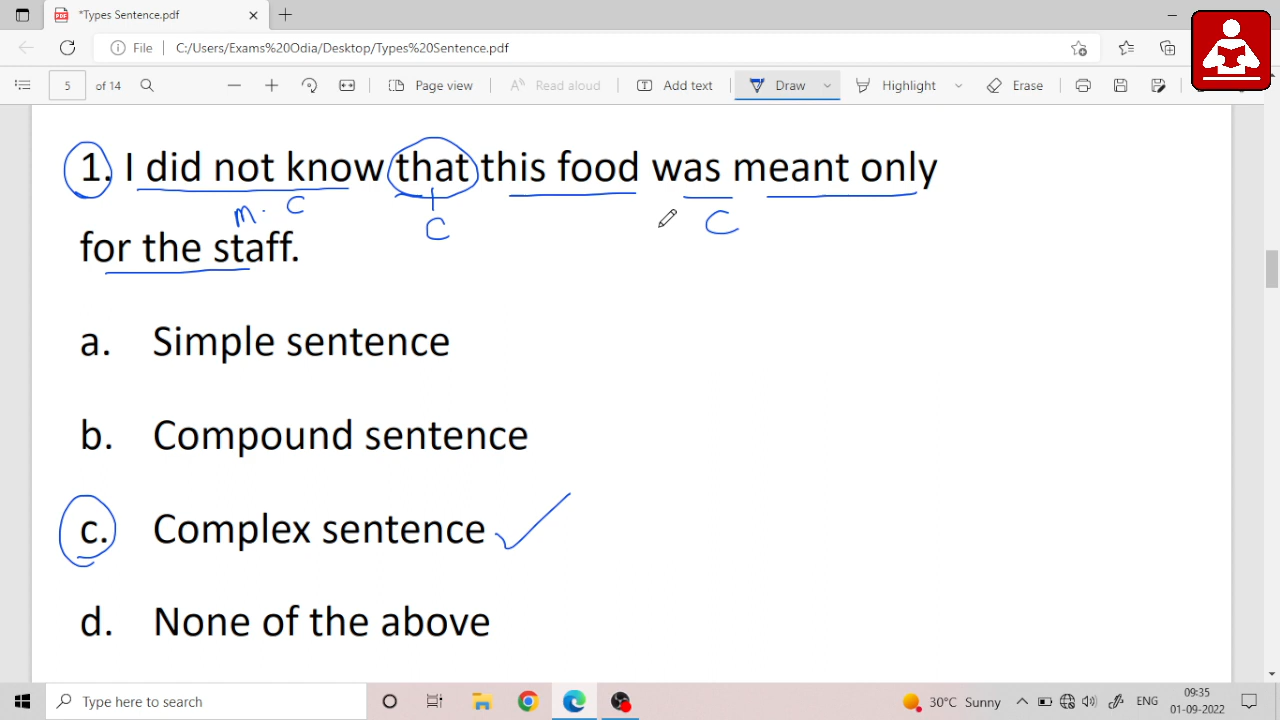 *Types Sentence.pdf
File C:/Users/Exams%20Odia/Desktop/Types%20Sentence.pdf
5 of 14 Page view Read aloud Add text Draw Highlight Erase
1. I did not know that this food was meant only
M. C C C
for the staff.
a. Simple sentence
b. Compound sentence
c. Complex sentence
d. None of the above
Type here to search 30°C Sunny ENG 09:35
01-09-2022